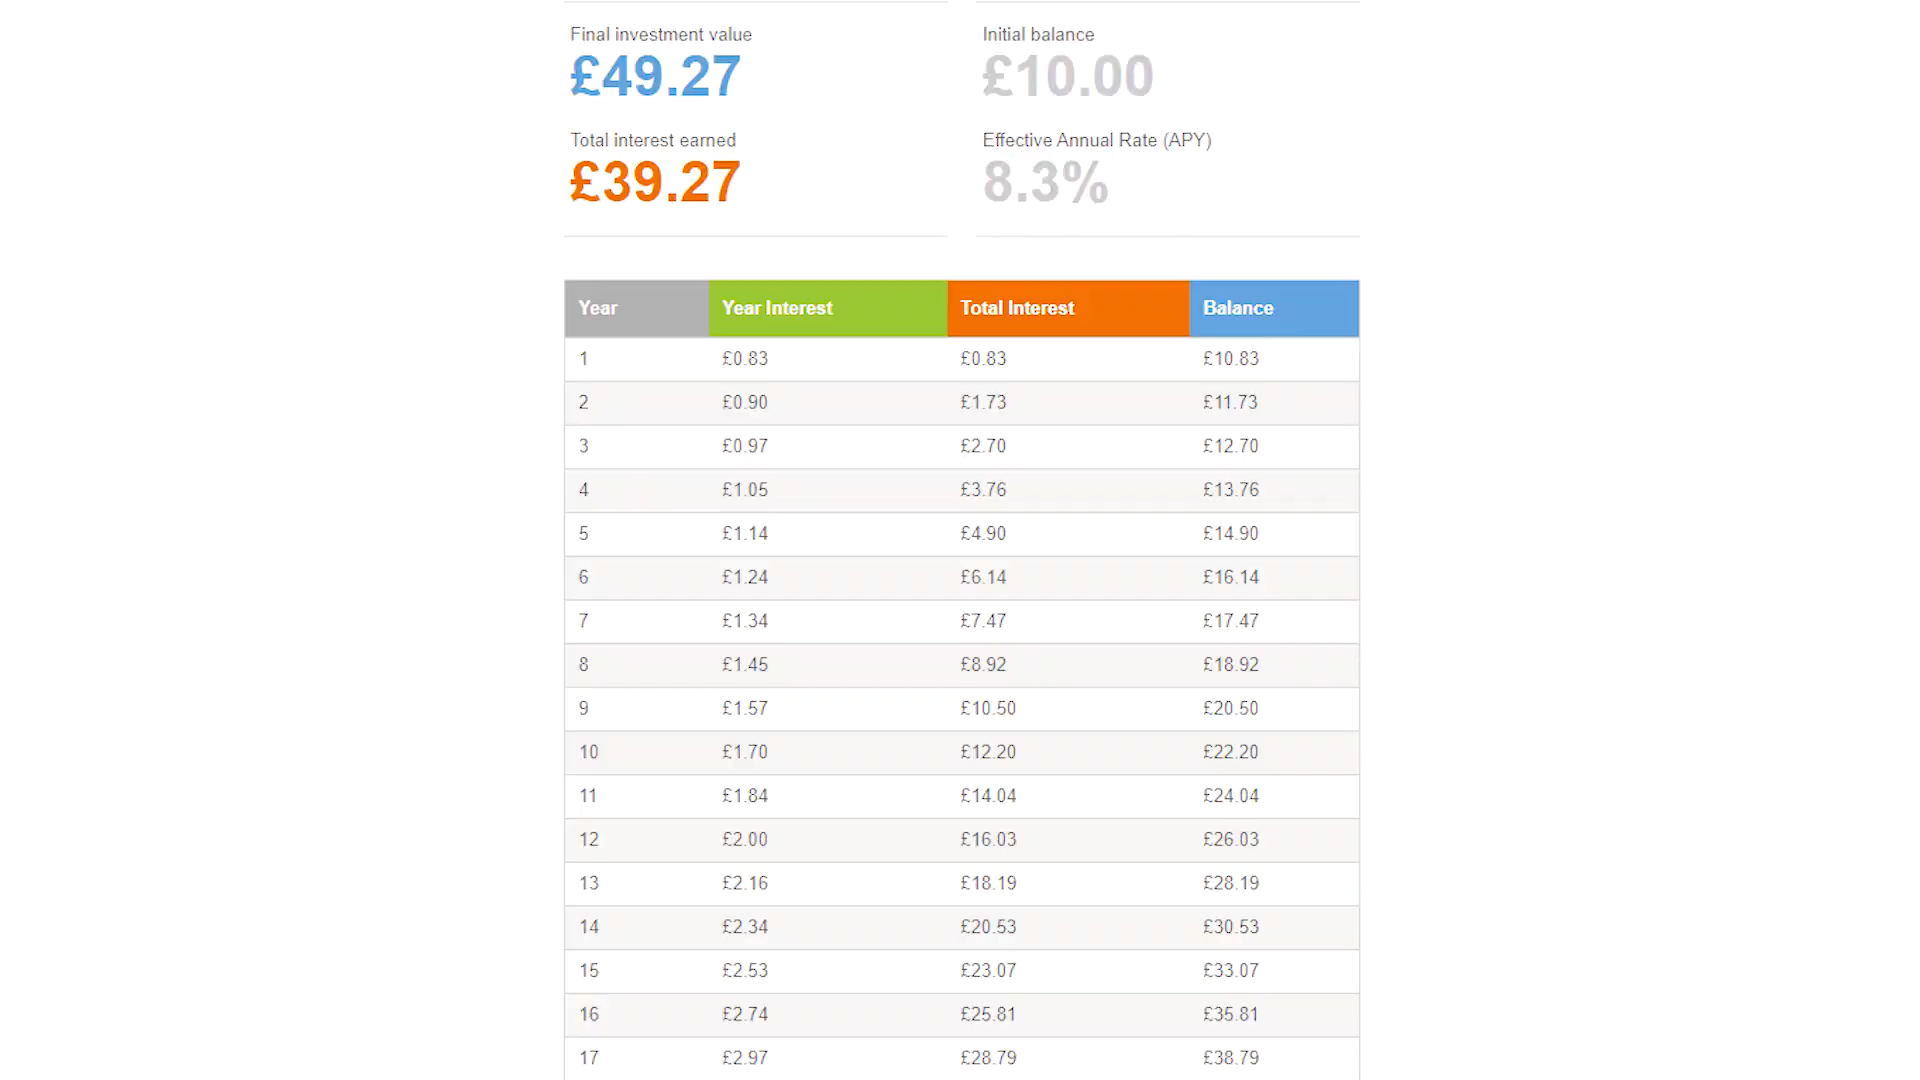 Final investment value
£49.27
Initial balance
£10.00
Total interest earned
£39.27
Effective Annual Rate (APY)
8.3%
Year Year Interest Total Interest Balance
1 £0.83 £0.83 £10.83
2 £0.90 £1.73 £11.73
3 £0.97 £2.70 £12.70
4 £1.05 £3.76 £13.76
5 £1.14 £4.90 £14.90
6 £1.24 £6.14 £16.14
7 £1.34 £7.47 £17.47
8 £1.45 £8.92 £18.92
9 £1.57 £10.50 £20.50
10 £1.70 £12.20 £22.20
11 £1.84 £14.04 £24.04
12 £2.00 £16.03 £26.03
13 £2.16 £18.19 £28.19
14 £2.34 £20.53 £30.53
15 £2.53 £23.07 £33.07
16 £2.74 £25.81 £35.81
17 £2.97 £28.79 £38.79